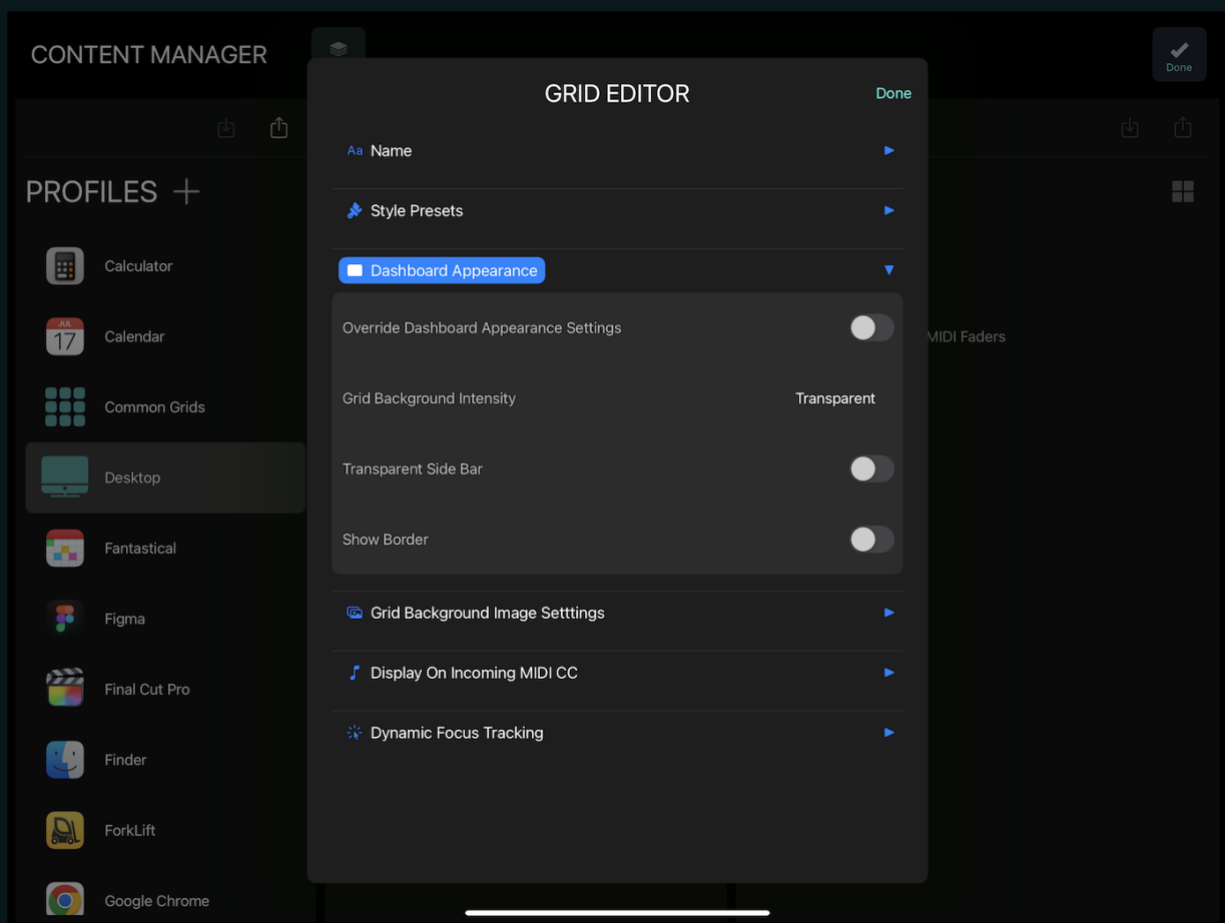 CONTENT MANAGER
Done
GRID EDITOR
Done
PROFILES
Aa Name
Style Presets
Dashboard Appearance
Override Dashboard Appearance Settings
Grid Background Intensity
Transparent
Transparent Side Bar
Show Border
Grid Background Image Setttings
Display On Incoming MIDI CC
Dynamic Focus Tracking
Calculator
JUL
17
Calendar
Common Grids
Desktop
Fantastical
Figma
Final Cut Pro
Finder
ForkLift
Google Chrome
MIDI Faders